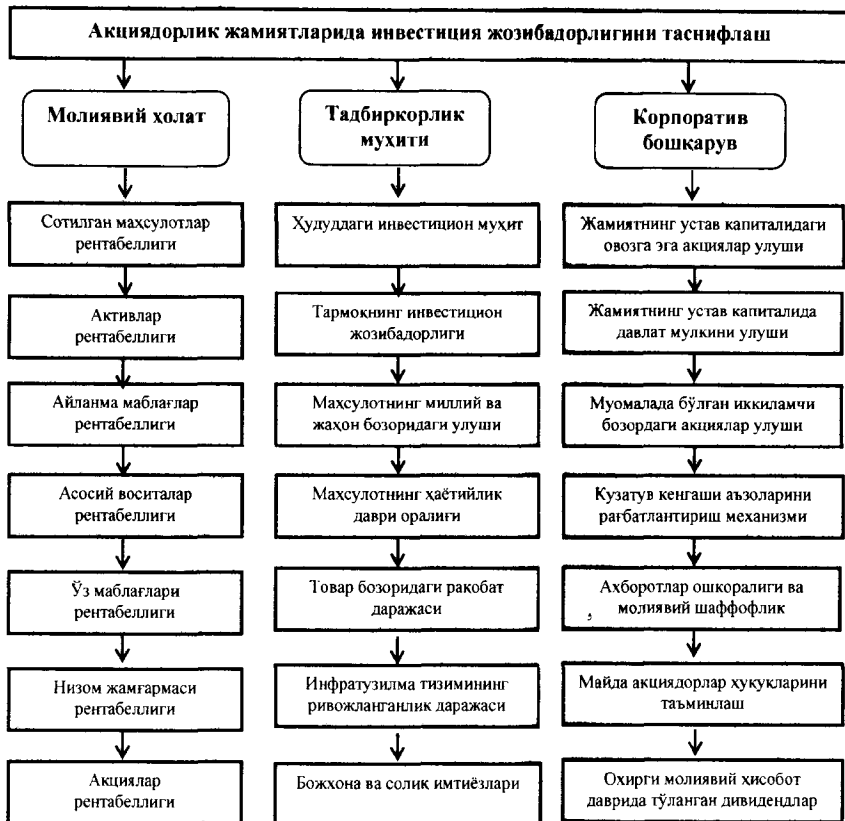 Акциядорлик жамиятларида инвестиция жозибадорлигини таснифлаш
Молиявий ҳолат
Сотилган маҳсулотлар
рентабеллиги
Активлар
рентабеллиги
Айланма маблағлар
рентабеллиги
Асосий воситалар
рентабеллиги
Ўз маблағлари
рентабеллиги
Низом жамғармаси
рентабеллиги
Акциялар
рентабеллиги
Тадбиркорлик
муҳити
Ҳудуддаги инвестицион муҳит
Тармоқнинг инвестицион
жозибадорлиги
Маҳсулотнинг миллий ва
жаҳон бозоридаги улуши
Маҳсулотнинг ҳаётийлик
даври оралиғи
Товар бозоридаги рақобат
даражаси
Инфратузилма тизимининг
ривожланганлик даражаси
Божхона ва солиқ имтиёзлари
Корпоратив
бошқарув
Жамиятнинг устав капиталидаги
овозга эга акциялар улуши
Жамиятнинг устав капиталида
давлат мулкини улуши
Муомалада бўлган иккиламчи
бозордаги акциялар улуши
Кузатув кенгаши аъзоларини
рағбатлантириш механизми
Ахборотлар ошкоралиги ва
молиявий шаффофлик
Майда акциядорлар ҳуқуқларини
таъминлаш
Охирги молиявий ҳисобот
даврида тўланган дивидендлар